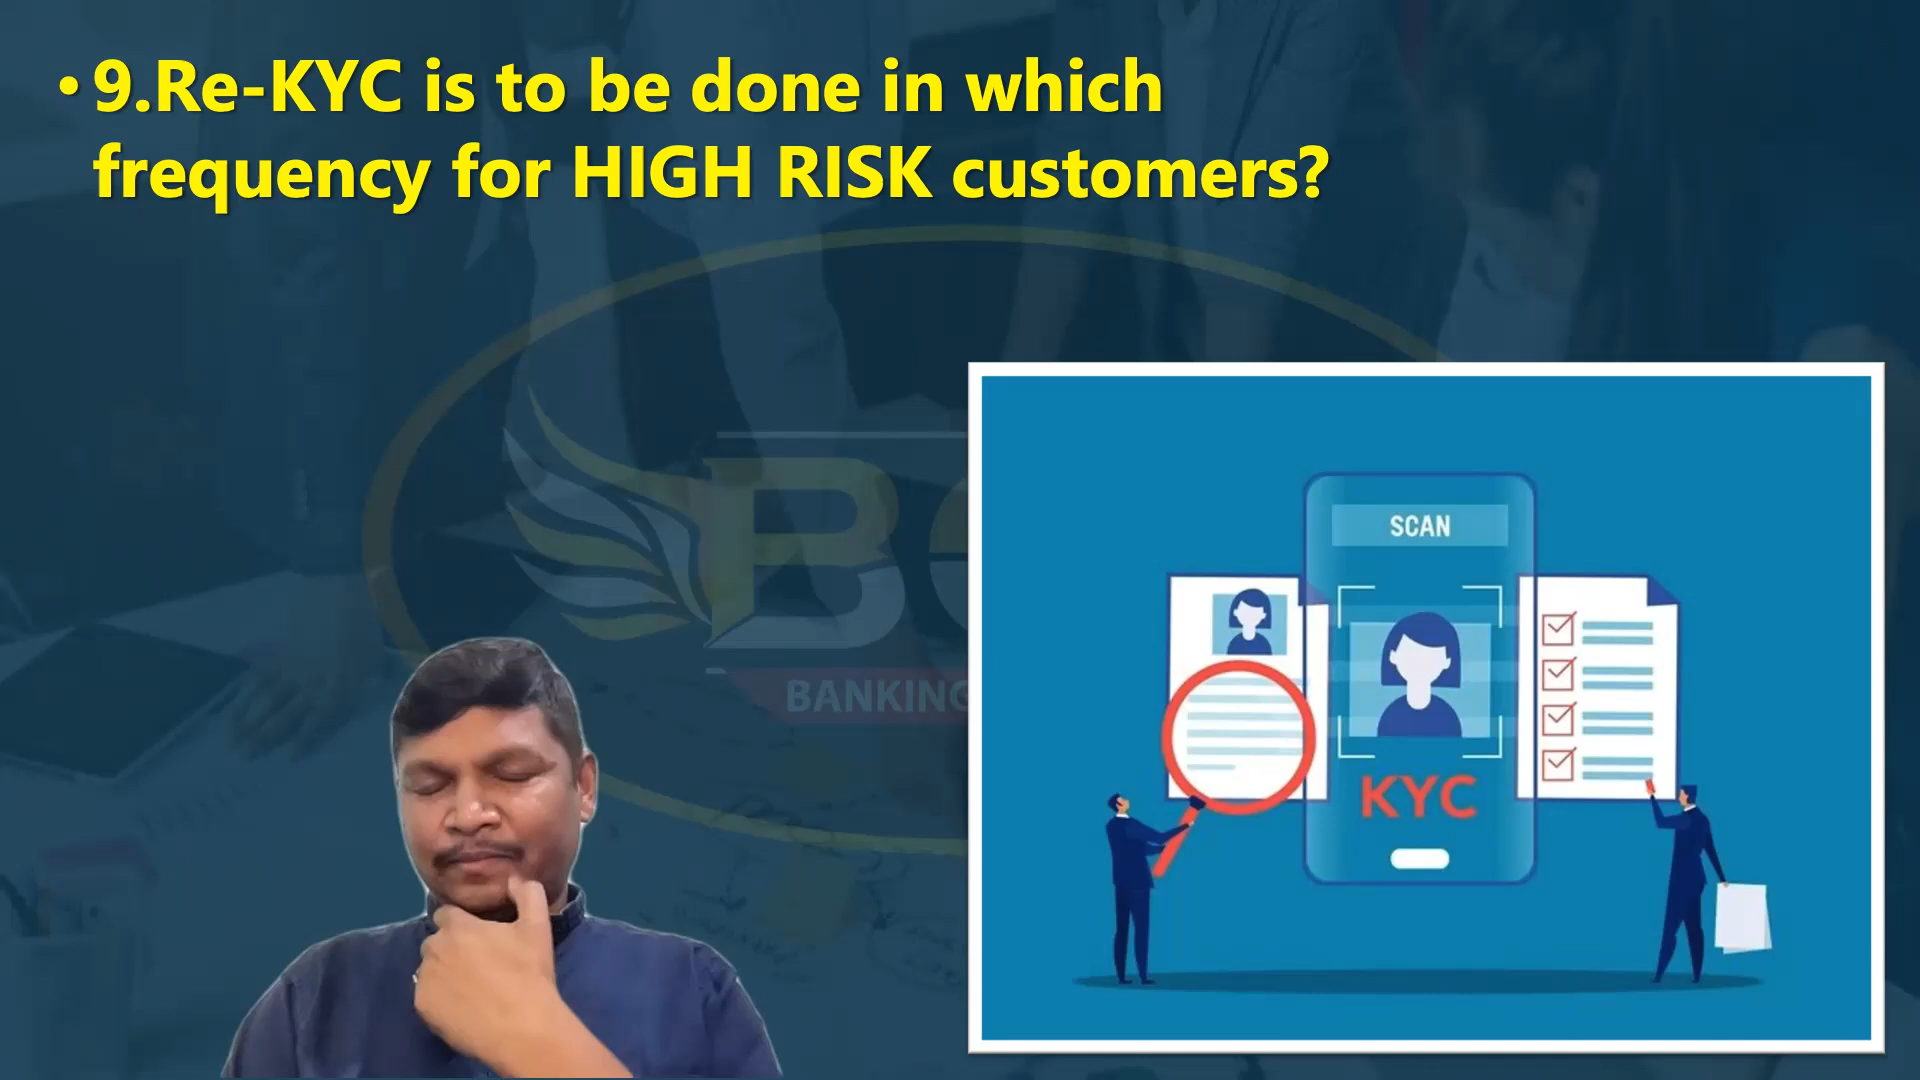 • 9.Re-KYC is to be done in which
frequency for HIGH RISK customers?
SCAN
KYC
BANKING